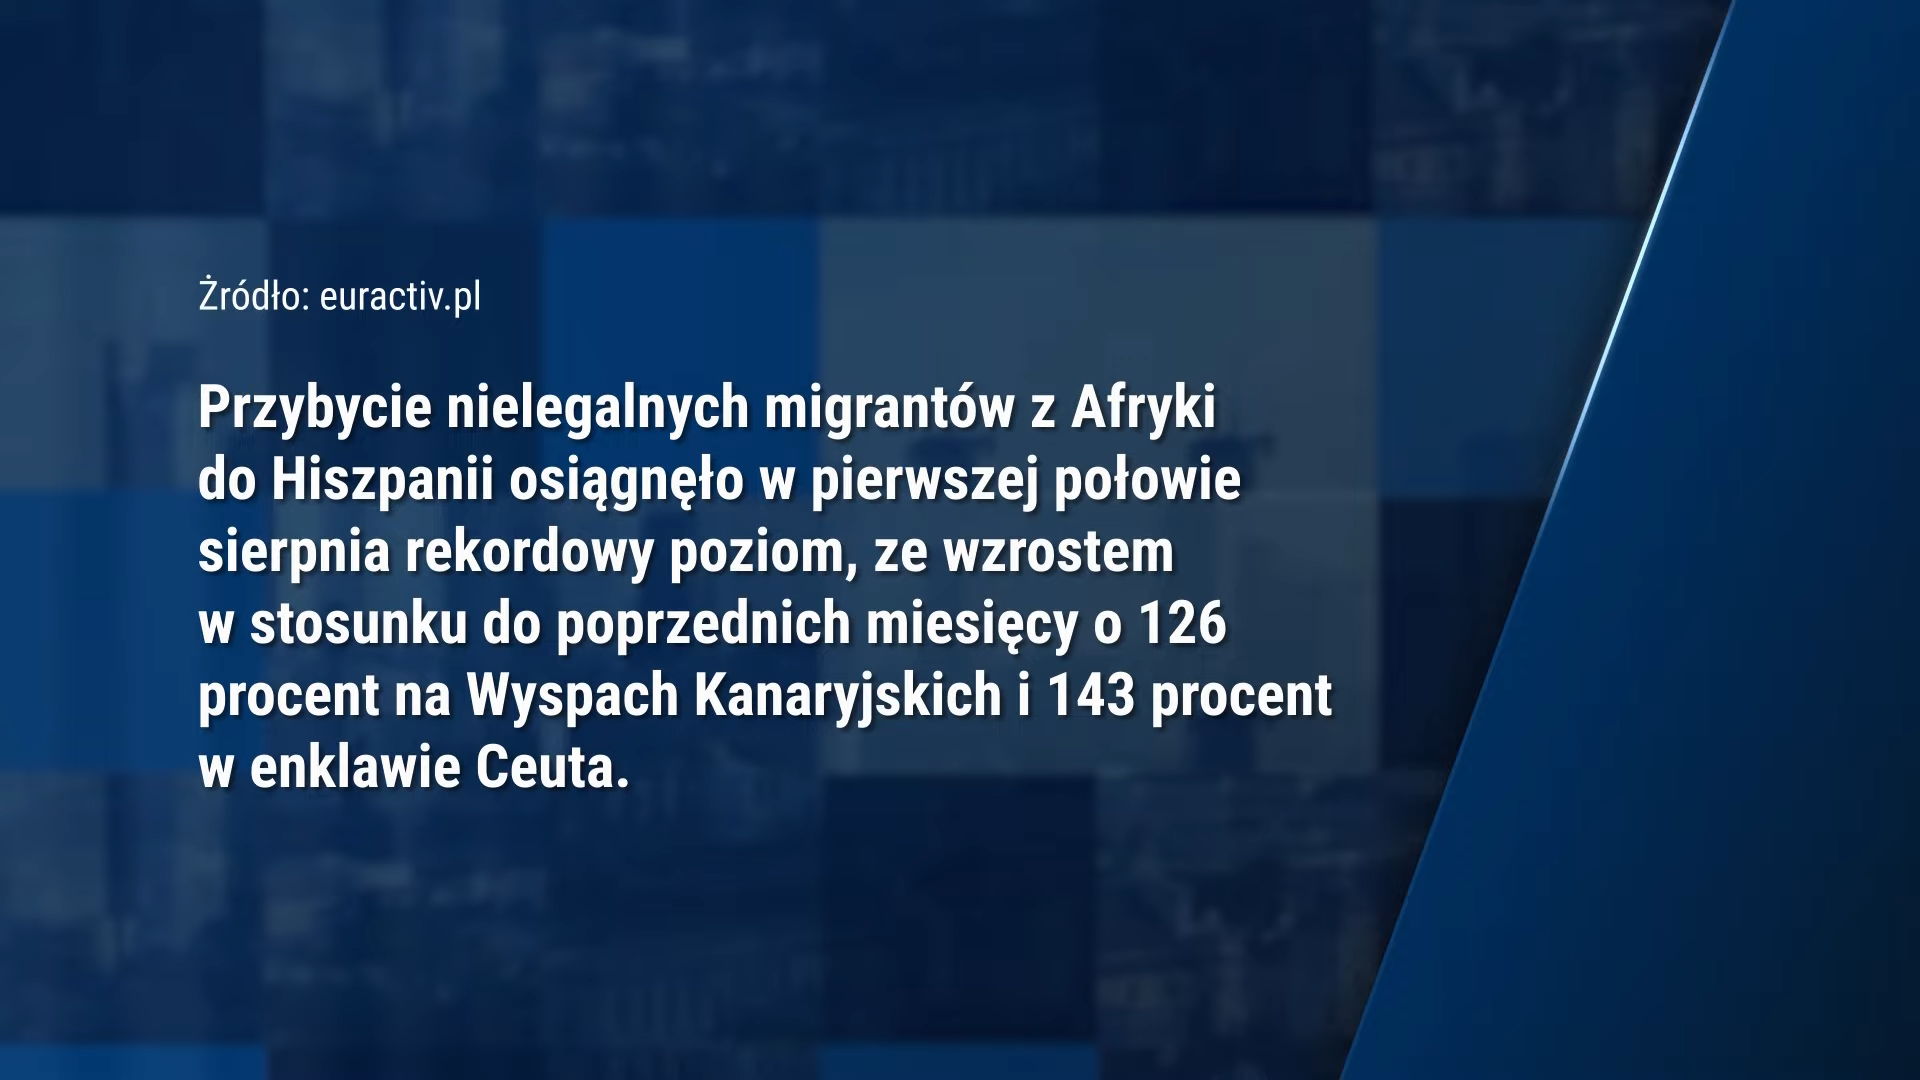 Żródło: euractiv.pl
Przybycie nielegalnych migrantów z Afryki
do Hiszpanii osiągnęło w pierwszej połowie
sierpnia rekordowy poziom, ze wzrostem
w stosunku do poprzednich miesięcy o 126
procent na Wyspach Kanaryjskich i 143 procent
w enklawie Ceuta.